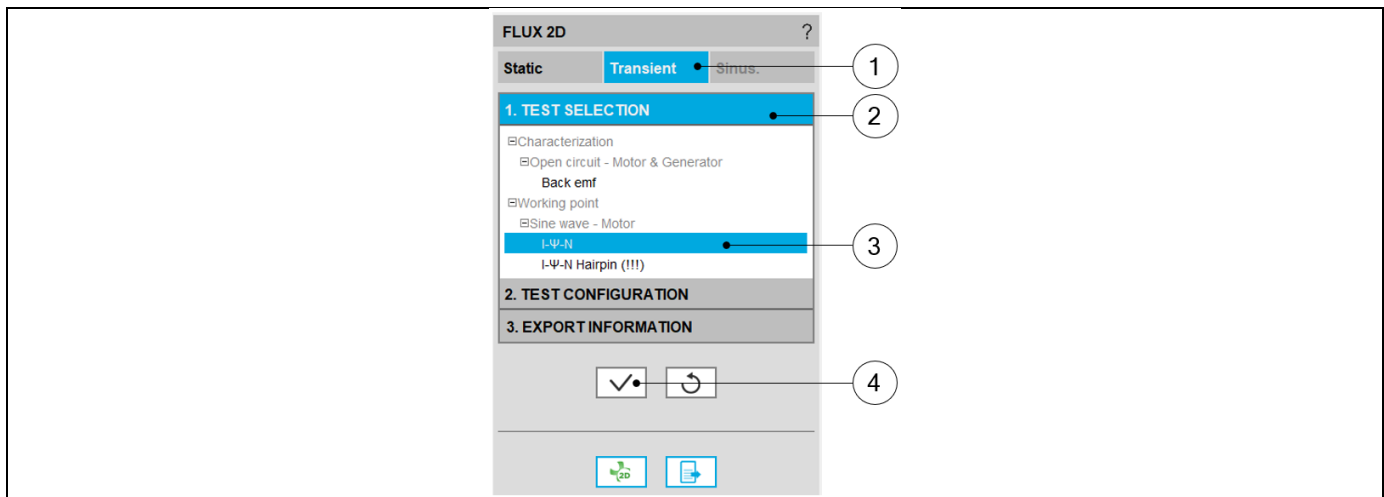 FLUX 2D ?
Static Transient Sinus. 1
1. TEST SELECTION 2
Characterization
Open circuit - Motor & Generator
Back emf
Working point
Sine wave - Motor
I-Ψ-N 3
I-Ψ-N Hairpin (!!!)
2. TEST CONFIGURATION
3. EXPORT INFORMATION
4
2D